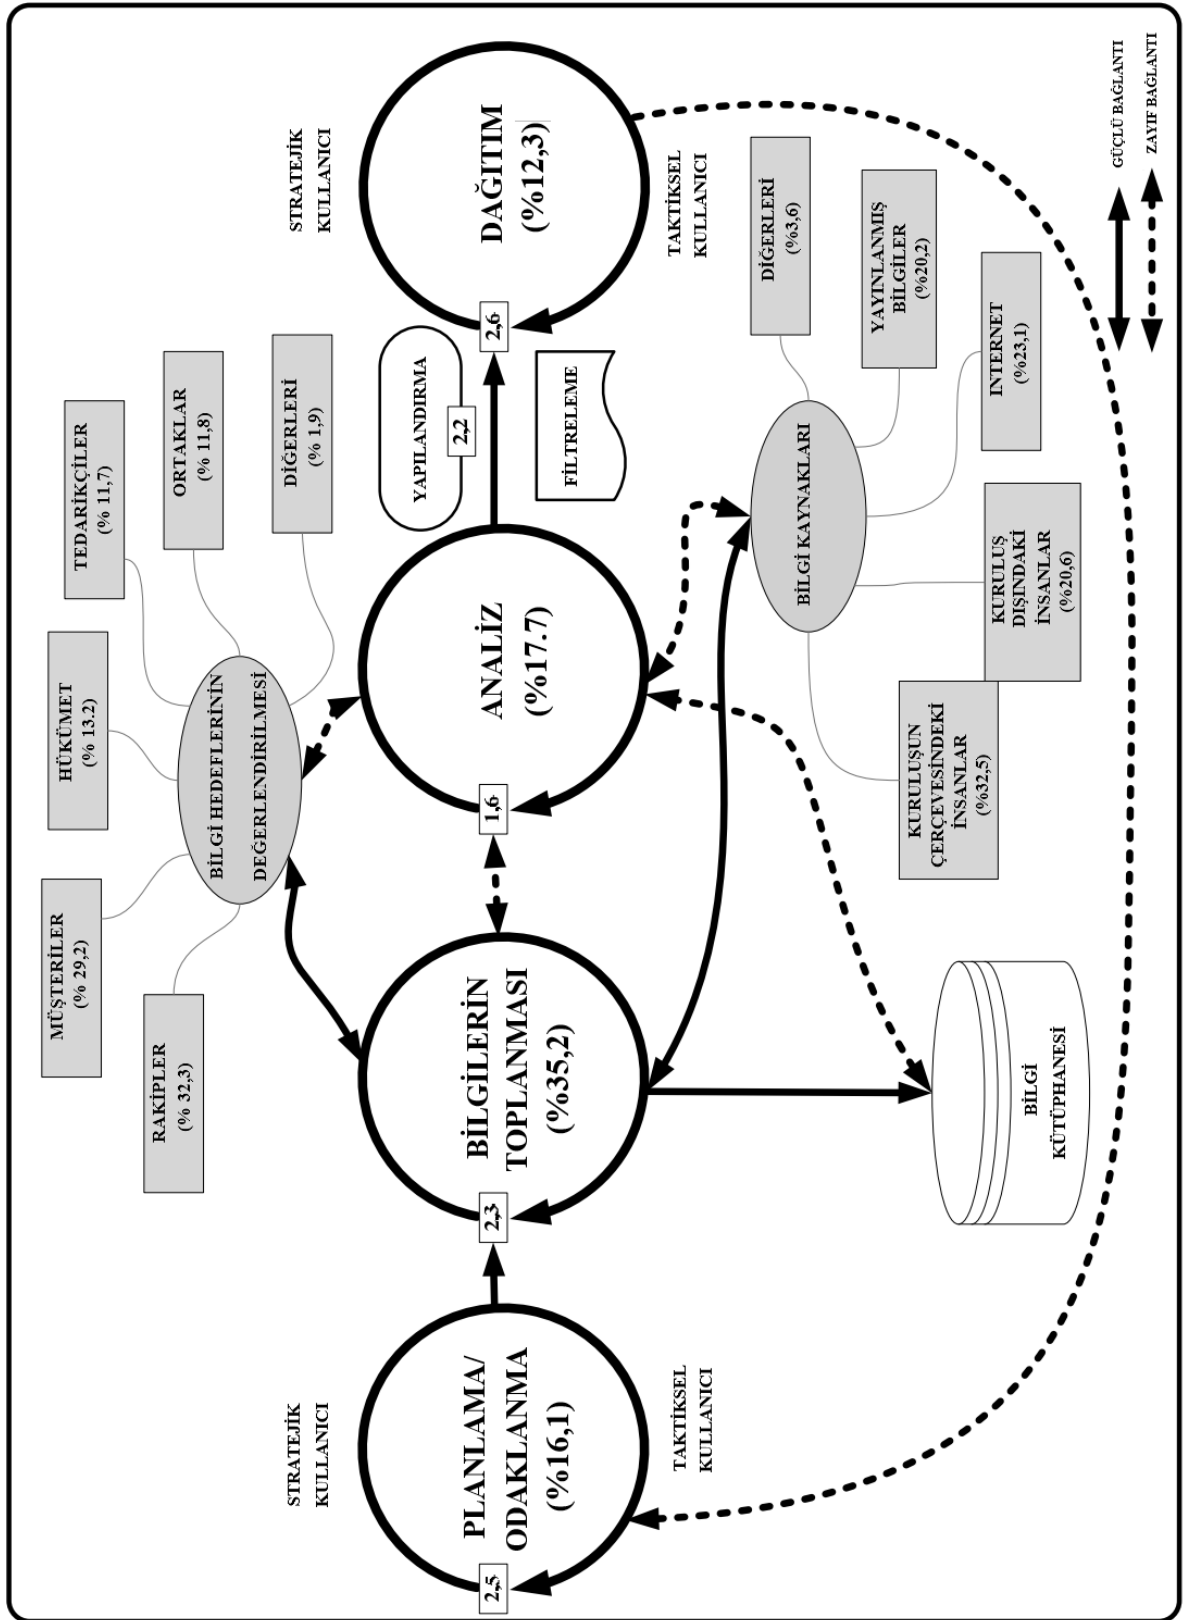 MÜŞTERİLER
(% 29,2)
HÜKÜMET
(% 13.2)
TEDARİKÇİLER
(% 11,7)
RAKİPLER
(% 32,3)
ORTAKLAR
(% 11,8)
DİĞERLERİ
(% 1,9)
BİLGİ HEDEFLERİNİN
DEĞERLENDİRİLMESİ
STRATEJİK
KULLANICI
STRATEJİK
KULLANICI
2,5
PLANLAMA/
ODAKLANMA
(%16,1)
2,3
BİLGİLERİN
TOPLANMASI
(%35,2)
1,6
ANALİZ
(%17.7)
YAPILANDIRMA
2,2
FİLTRELEME
2,6
DAĞITIM
(%12,3)
TAKTİKSEL
KULLANICI
TAKTİKSEL
KULLANICI
BİLGİ KAYNAKLARI
DİĞERLERİ
(%3,6)
YAYINLANMIŞ
BİLGİLER
(%20,2)
INTERNET
(%23,1)
KURULUŞ
DIŞINDAKİ
İNSANLAR
(%20,6)
KURULUŞUN
ÇERÇEVESİNDEKİ
İNSANLAR
(%32,5)
BİLGİ
KÜTÜPHANESİ
GÜÇLÜ BAĞLANTI
ZAYIF BAĞLANTI